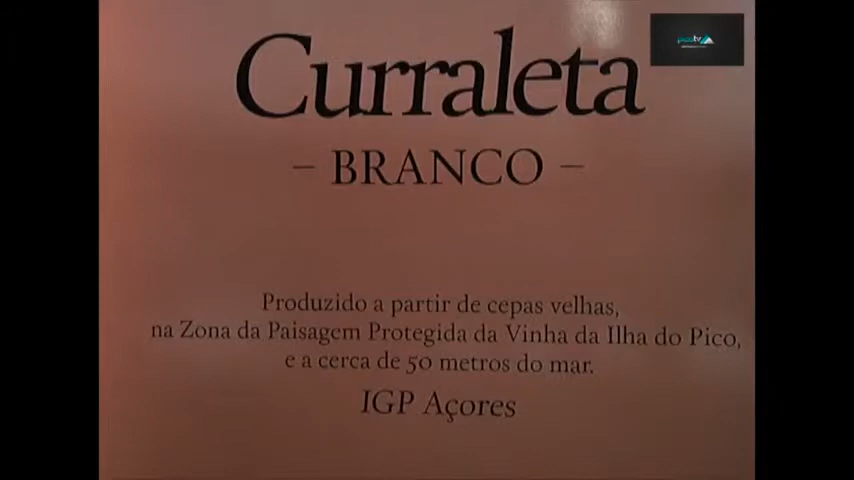 Curraleta
– BRANCO –
Produzido a partir de cepas velhas,
na Zona da Paisagem Protegida da Vinha da Ilha do Pico,
e a cerca de 50 metros do mar.
IGP Açores
picotv